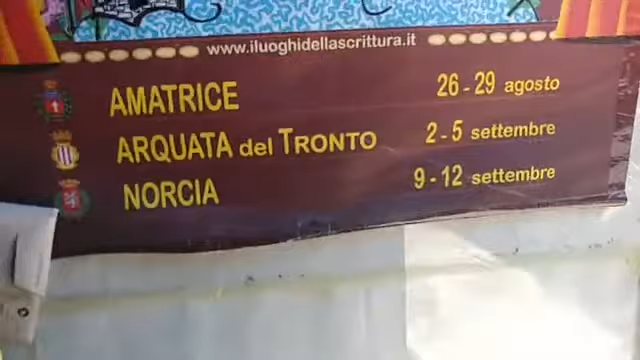 www.iluoghidellascrittura.it
AMATRICE 26 - 29 agosto
ARQUATA del TRONTO 2 - 5 settembre
NORCIA 9 - 12 settembre